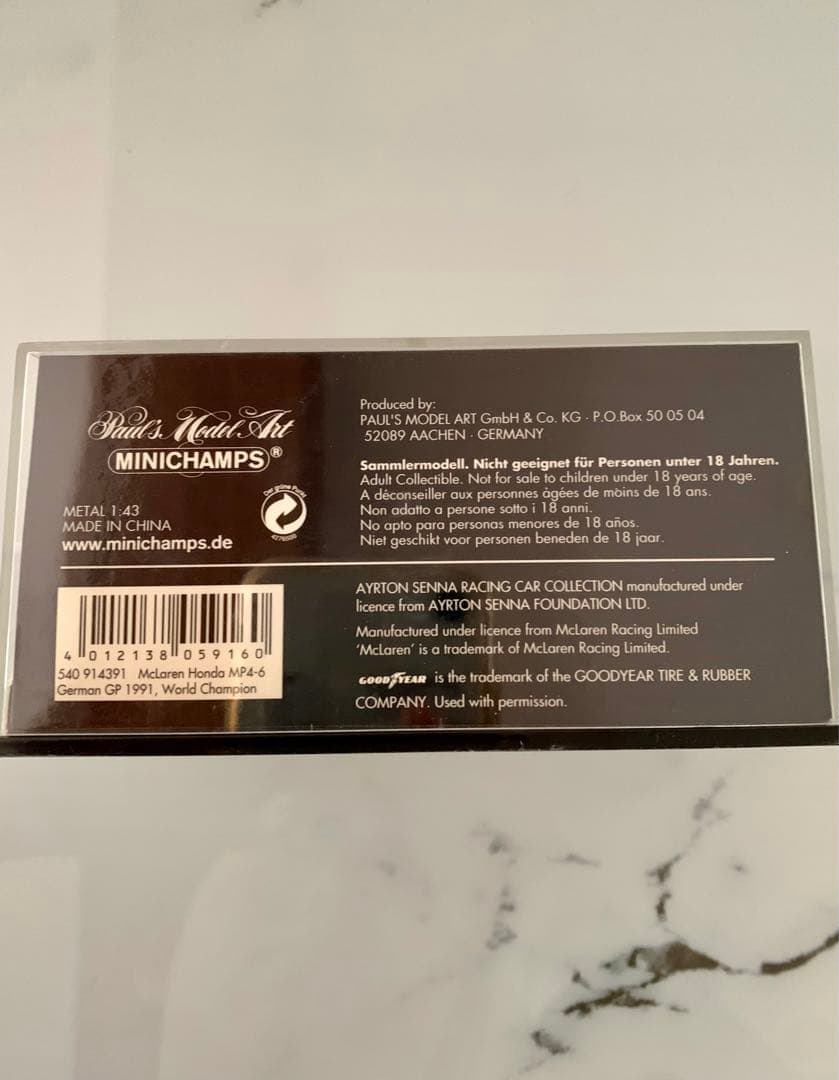 Paul's Model Art
MINICHAMPS®
Der grüne Punkt
METAL 1:43
MADE IN CHINA
www.minichamps.de
Produced by:
PAUL'S MODEL ART GmbH & Co. KG · P.O.Box 50 05 04
52089 AACHEN · GERMANY
Sammlermodell. Nicht geeignet für Personen unter 18 Jahren.
Adult Collectible. Not for sale to children under 18 years of age.
A déconseiller aux personnes âgées de moins de 18 ans.
Non adatto a persone sotto i 18 anni.
No apto para personas menores de 18 años.
Niet geschikt voor personen beneden de 18 jaar.
4 012138 059160
540 914391 McLaren Honda MP4-6
German GP 1991, World Champion
AYRTON SENNA RACING CAR COLLECTION manufactured under
licence from AYRTON SENNA FOUNDATION LTD.
Manufactured under licence from McLaren Racing Limited
'McLaren' is a trademark of McLaren Racing Limited.
GOODYEAR is the trademark of the GOODYEAR TIRE & RUBBER
COMPANY. Used with permission.